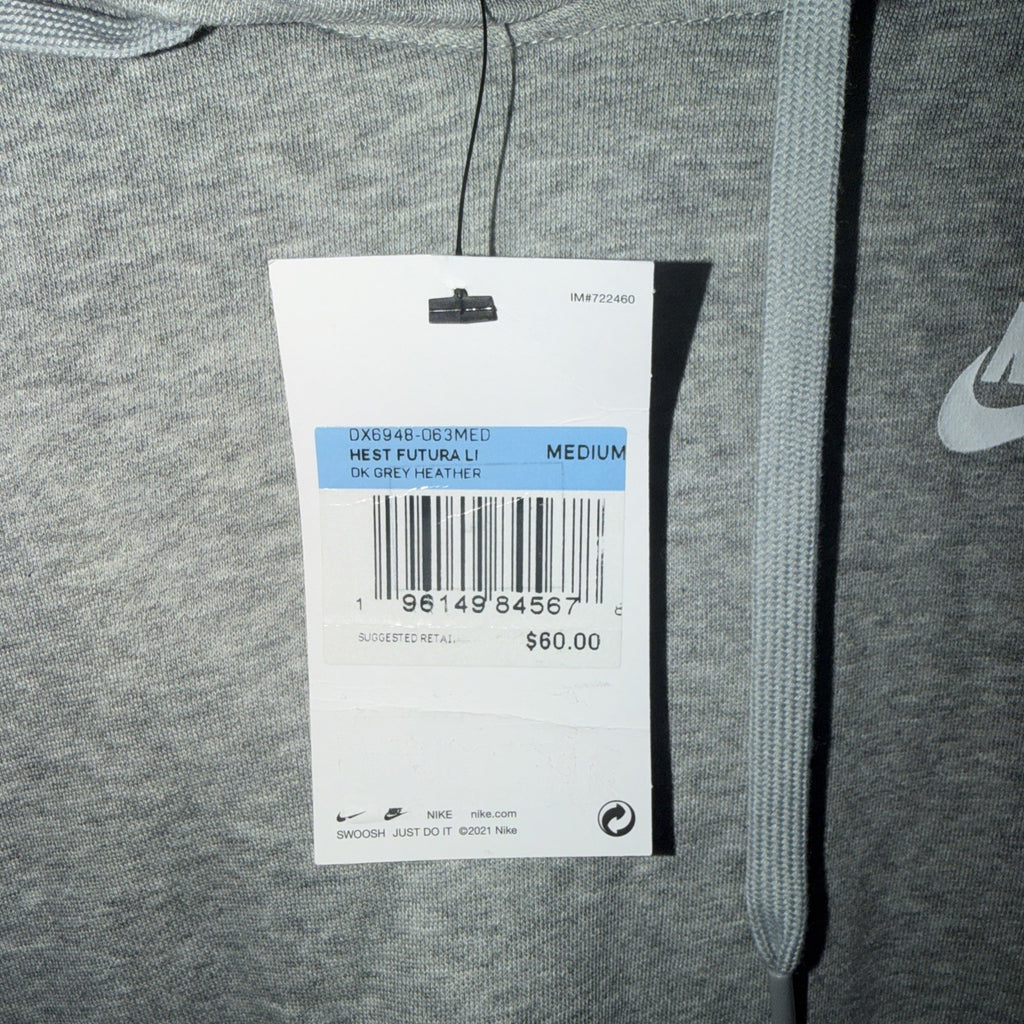 IM#722460
DX6948-063MED
HEST FUTURA LI
MEDIUM
DK GREY HEATHER
1 96149 84567 8
SUGGESTED RETAI
$60.00
NIKE nike.com
SWOOSH JUST DO IT ©2021 Nike